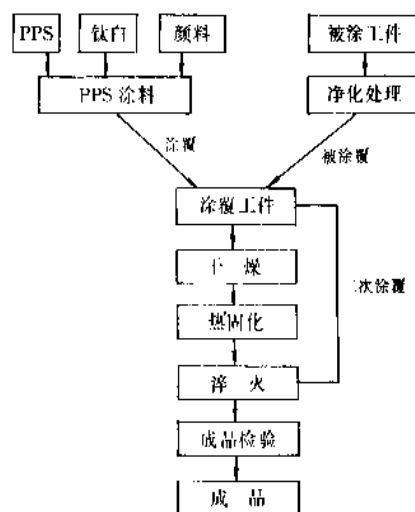 PPS 钛白 颜料 被涂工件
PPS 涂料 净化处理
涂覆 被涂覆
涂覆工件
干 燥
二次涂覆
热固化
淬 火
成品检验
成 品